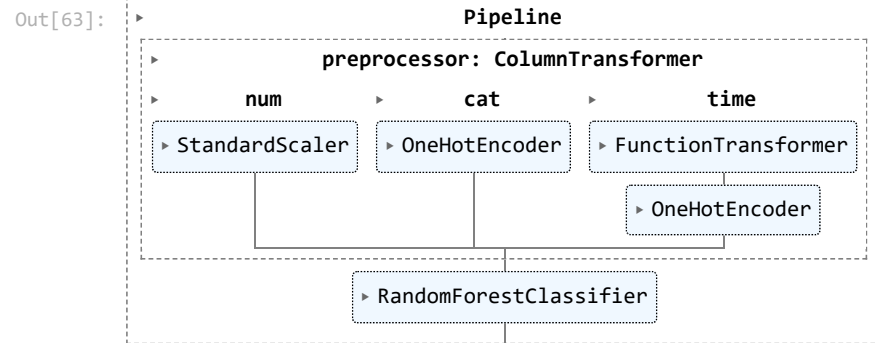 Out[63]: ▸ Pipeline
▸ preprocessor: ColumnTransformer
▸ num ▸ cat ▸ time
▸ StandardScaler ▸ OneHotEncoder ▸ FunctionTransformer
▸ OneHotEncoder
▸ RandomForestClassifier